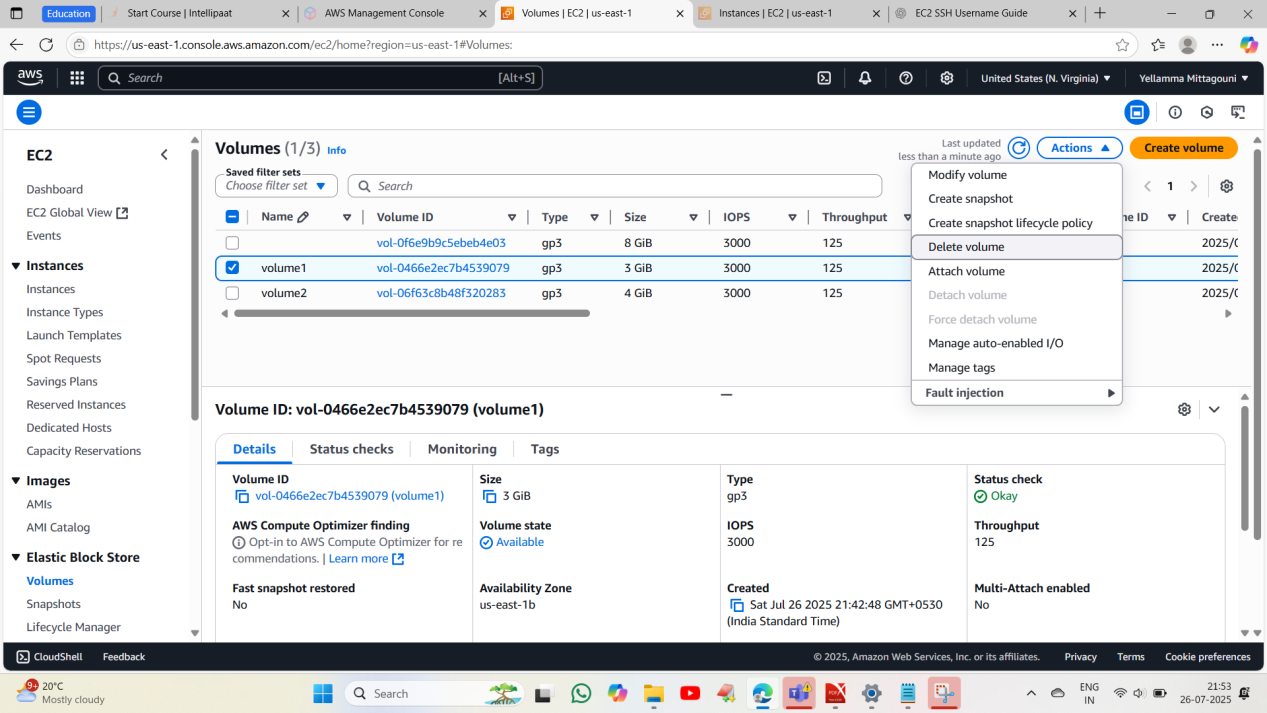 Education
Start Course | Intellipaat
AWS Management Console
Volumes | EC2 | us-east-1
Instances | EC2 | us-east-1
EC2 SSH Username Guide
https://us-east-1.console.aws.amazon.com/ec2/home?region=us-east-1#Volumes:
aws
Search
[Alt+S]
United States (N. Virginia)
Yellamma Mittagouni
EC2
Dashboard
EC2 Global View
Events
Instances
Instances
Instance Types
Launch Templates
Spot Requests
Savings Plans
Reserved Instances
Dedicated Hosts
Capacity Reservations
Images
AMIs
AMI Catalog
Elastic Block Store
Volumes
Snapshots
Lifecycle Manager
Volumes (1/3) Info
Last updated
less than a minute ago
Actions
Create volume
Saved filter sets
Choose filter set
Search
1
Name Volume ID Type Size IOPS Throughput
vol-0f6e9b9c5ebeb4e03 gp3 8 GiB 3000 125 2025/0
volume1 vol-0466e2ec7b4539079 gp3 3 GiB 3000 125 2025/0
volume2 vol-06f63c8b48f320283 gp3 4 GiB 3000 125 2025/0
Modify volume
Create snapshot
Create snapshot lifecycle policy
Delete volume
Attach volume
Detach volume
Force detach volume
Manage auto-enabled I/O
Manage tags
Fault injection
Volume ID: vol-0466e2ec7b4539079 (volume1)
Details Status checks Monitoring Tags
Volume ID
vol-0466e2ec7b4539079 (volume1)
Size
3 GiB
Type
gp3
Status check
Okay
AWS Compute Optimizer finding
Opt-in to AWS Compute Optimizer for re
commendations. | Learn more
Volume state
Available
IOPS
3000
Throughput
125
Fast snapshot restored
No
Availability Zone
us-east-1b
Created
Sat Jul 26 2025 21:42:48 GMT+0530
(India Standard Time)
Multi-Attach enabled
No
CloudShell
Feedback
© 2025, Amazon Web Services, Inc. or its affiliates.
Privacy
Terms
Cookie preferences
9+
20°C
Mostly cloudy
Search
ENG
IN
21:53
26-07-2025